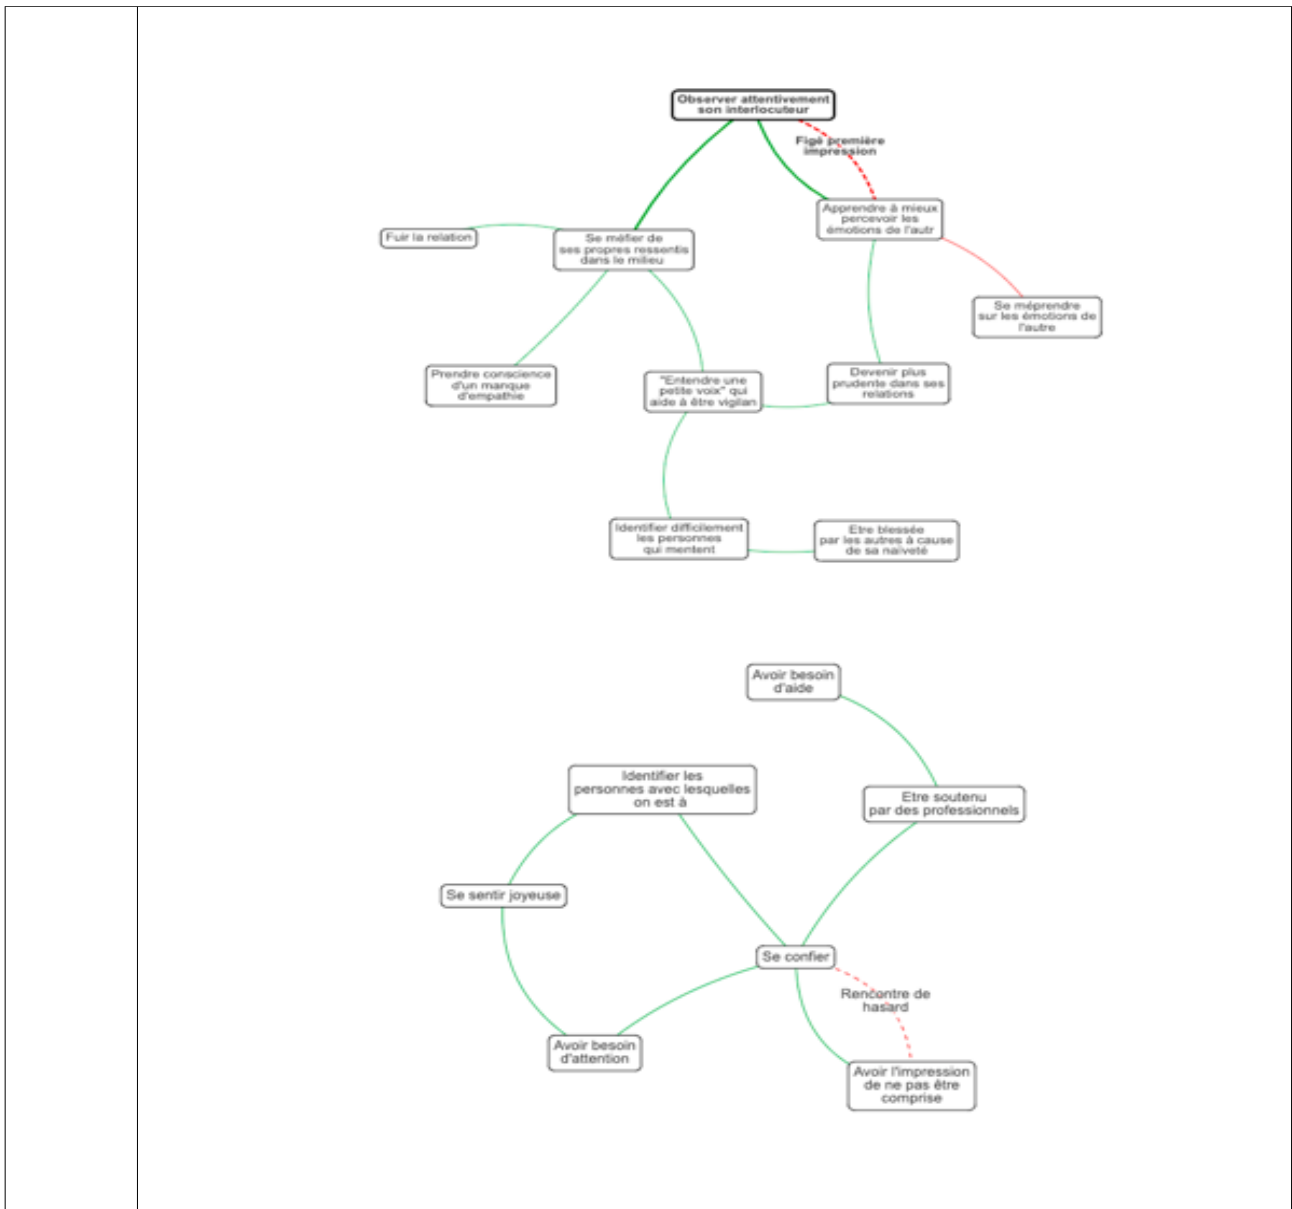 Observer attentivement
son interlocuteur
Figé première
impression
Apprendre à mieux
percevoir les
émotions de l'autr
Fuir la relation
Se méfier de
ses propres ressentis
dans le milieu
Se méprendre
sur les émotions de
l'autre
Prendre conscience
d'un manque
d'empathie
"Entendre une
petite voix" qui
aide à être vigilan
Devenir plus
prudente dans ses
relations
Identifier difficilement
les personnes
qui mentent
Etre blessée
par les autres à cause
de sa naïveté
Avoir besoin
d'aide
Identifier les
personnes avec lesquelles
on est à
Etre soutenu
par des professionnels
Se sentir joyeuse
Se confier
Rencontre de
hasard
Avoir besoin
d'attention
Avoir l'impression
de ne pas être
comprise